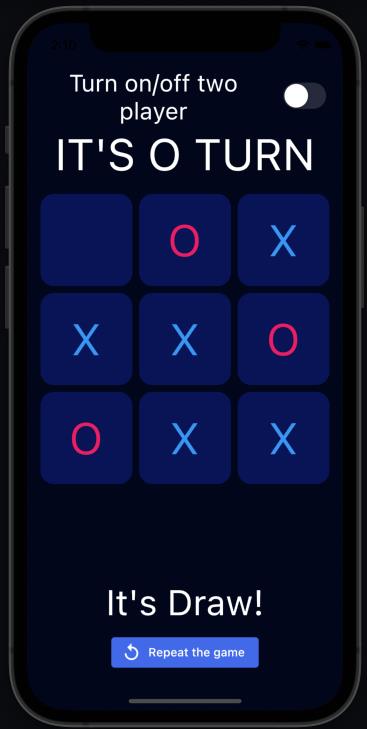 2:10
Turn on/off two
player
IT'S O TURN
O X
X X O
O X X
It's Draw!
Repeat the game